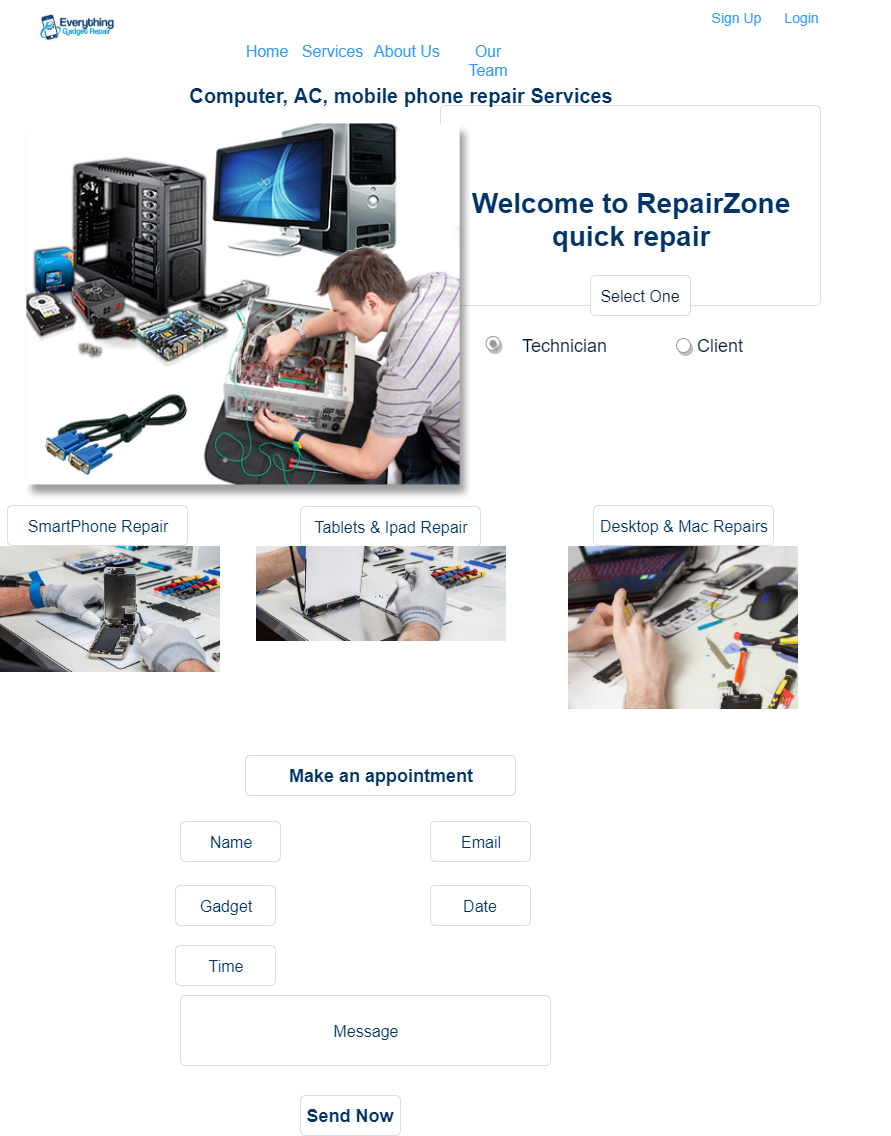 Everything
Gadget Repair
Sign Up
Login
Home
Services
About Us
Our
Team
Computer, AC, mobile phone repair Services
Welcome to RepairZone
quick repair
Select One
Technician
Client
SmartPhone Repair
Tablets & Ipad Repair
Desktop & Mac Repairs
Make an appointment
Name
Email
Gadget
Date
Time
Message
Send Now